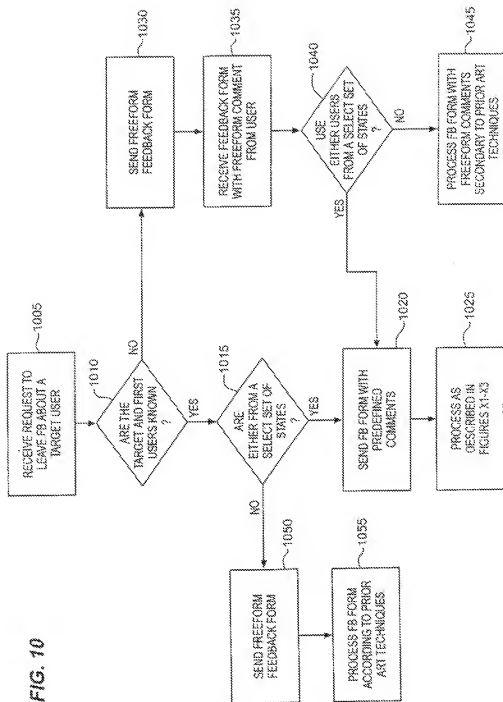 FIG. 10
RECEIVE REQUEST TO
LEAVE FB ABOUT A
TARGET USER
1005
ARE THE
TARGET AND FIRST
USERS KNOWN
?
1010
NO
YES
SEND FREEFORM
FEEDBACK FORM
1030
RECEIVE FEEDBACK FORM
WITH FREEFORM COMMENT
FROM USER
1035
USE
EITHER USERS
FROM A SELECT SET
OF STATES
?
1040
YES
NO
PROCESS FB FORM WITH
FREEFORM COMMENTS
SECONDARY TO PRIOR ART
TECHNIQUES
1045
ARE
EITHER FROM A
SELECT SET OF
STATES
?
1015
NO
YES
SEND FB FORM WITH
PREDEFINED
COMMENTS
1020
PROCESS AS
DESCRIBED IN
FIGURES X1-X3
1025
SEND FREEFORM
FEEDBACK FORM
1050
PROCESS FB FORM
ACCORDING TO PRIOR
ART TECHNIQUES
1055